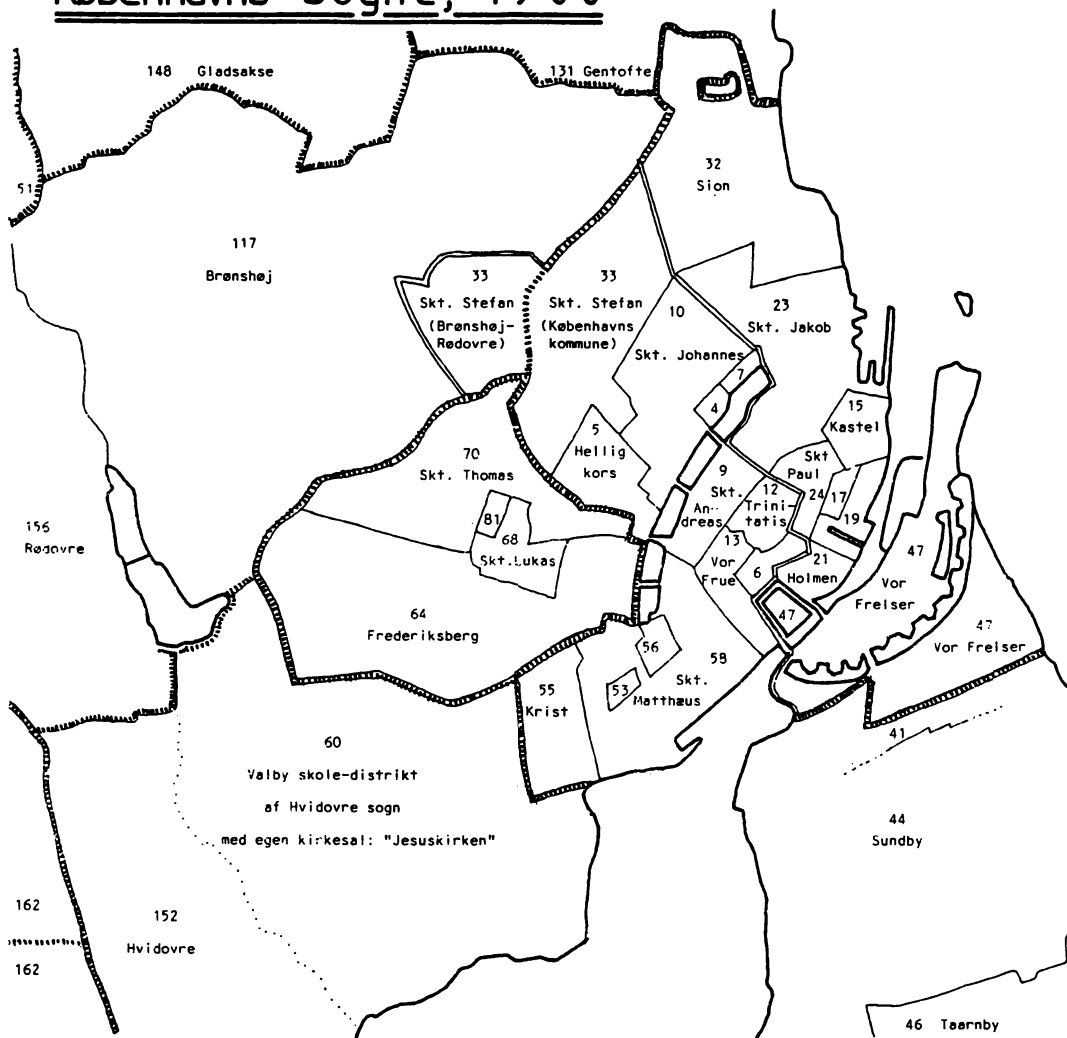 Københavns Sogne, 1900
148 Gladsakse
131 Gentofte
51
32
Sion
117
Brønshøj
33
Skt. Stefan
(Brønshøj-
Rødovre)
33
Skt. Stefan
(Københavns
kommune)
10
Skt. Johannes
23
Skt. Jakob
7
4
15
Kastel
5
Hellig
kors
70
Skt. Thomas
9
Skt.
An-
dreas
12
Trini-
tatis
Skt
Paul
24
17
19
81
68
Skt.Lukas
13
Vor
Frue
6
21
Holmen
47
47
Vor
Frelser
47
Vor Frelser
156
Rødovre
64
Frederiksberg
56
53
58
Skt.
Matthæus
55
Krist
41
60
Valby skole-distrikt
af Hvidovre sogn
med egen kirkesal: "Jesuskirken"
44
Sundby
162
162
152
Hvidovre
46 Taarnby